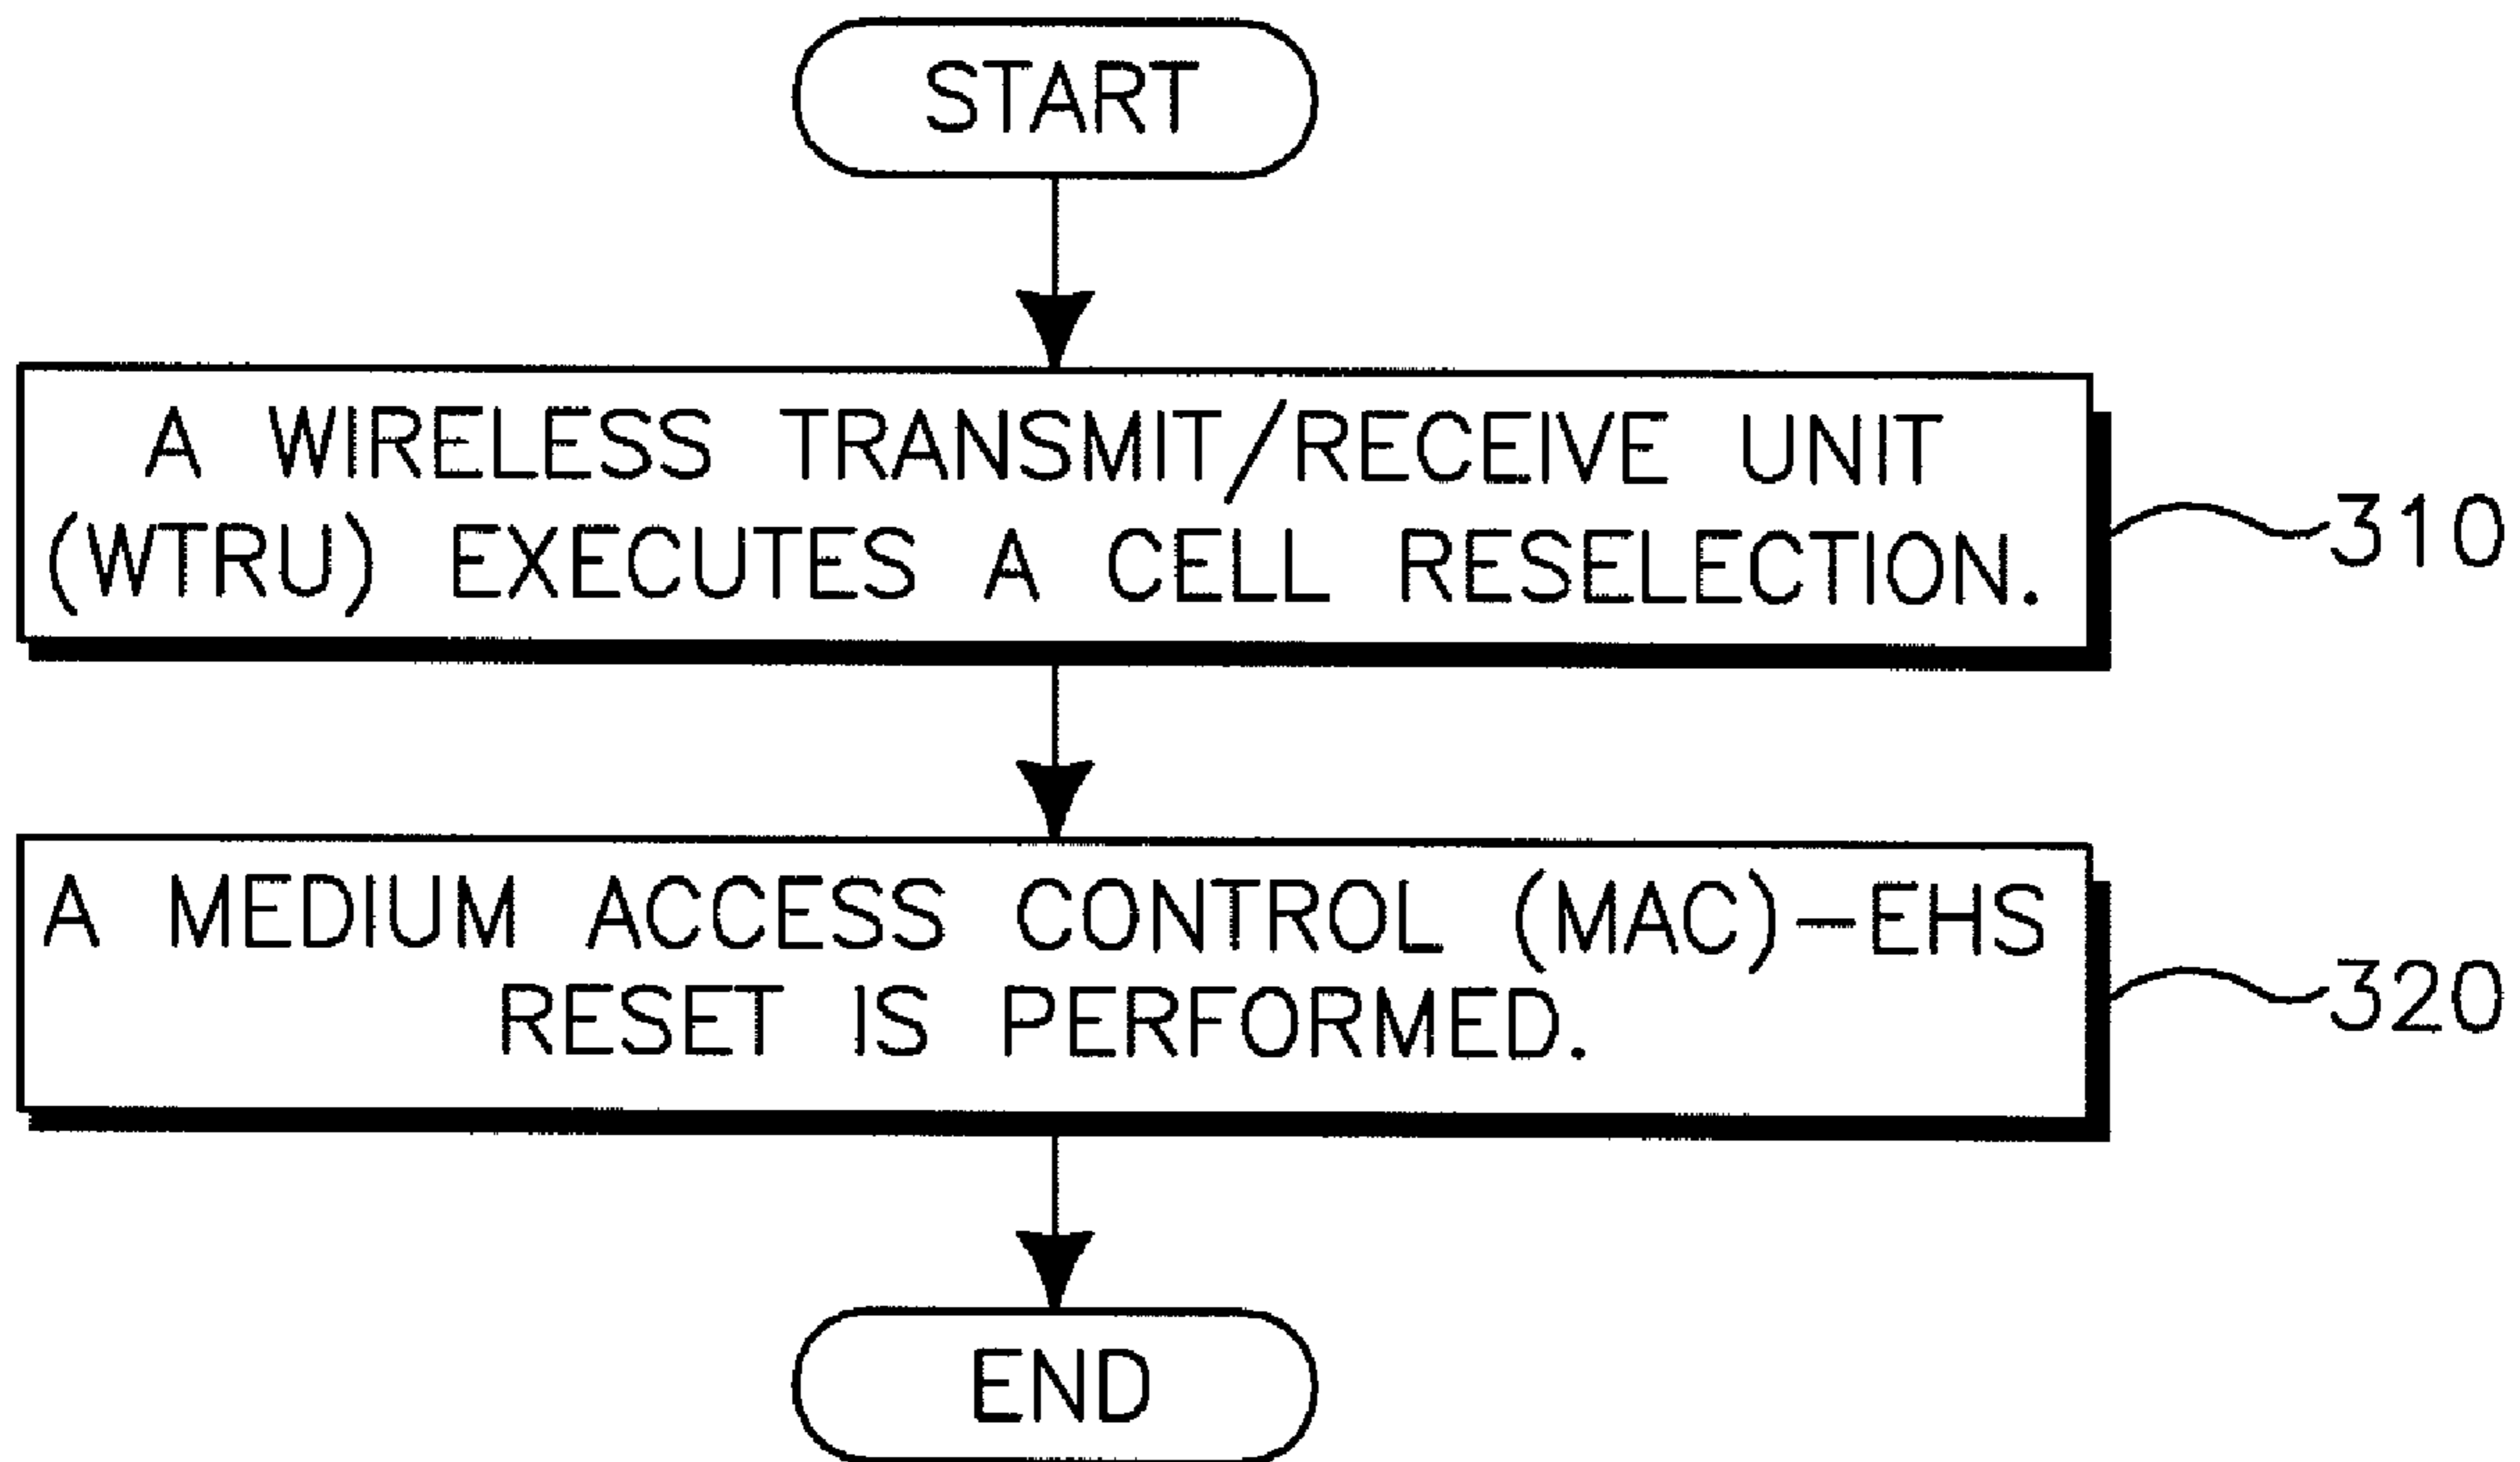 START
A WIRELESS TRANSMIT/RECEIVE UNIT
(WTRU) EXECUTES A CELL RESELECTION.
310
A MEDIUM ACCESS CONTROL (MAC)-EHS
RESET IS PERFORMED.
320
END